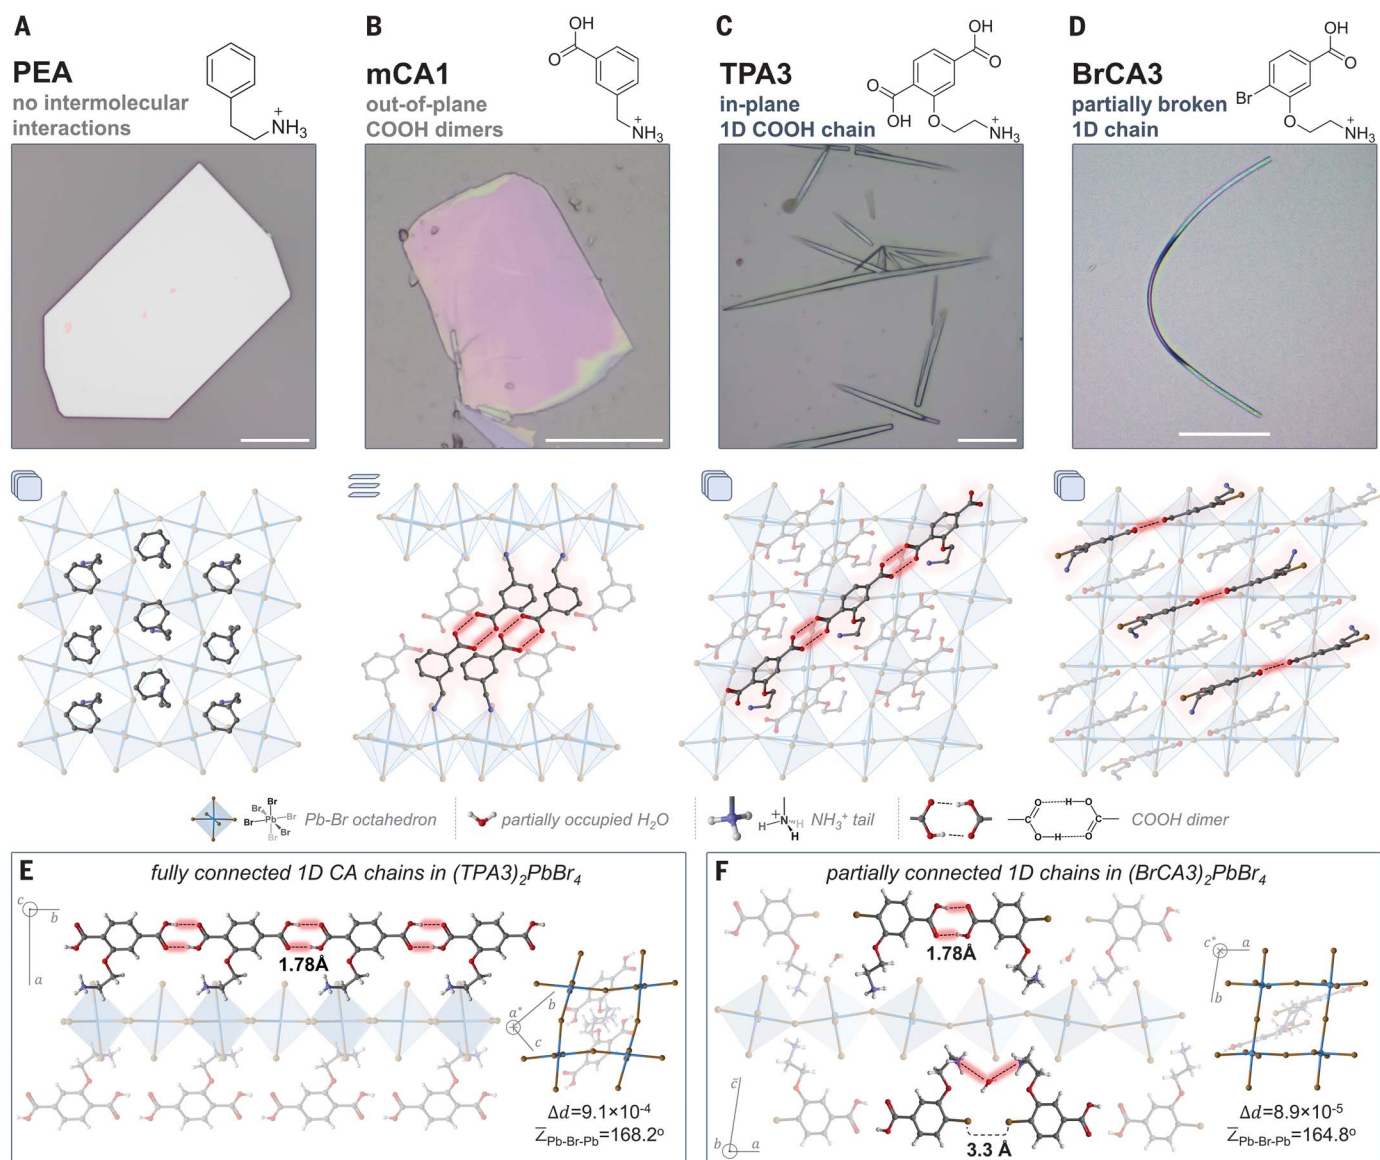 A
PEA
no intermolecular
interactions
+
NH3
B
mCA1
out-of-plane
COOH dimers
OH
O
+
NH3
C
TPA3
in-plane
1D COOH chain
OH
O
O
OH
O
+
NH3
D
BrCA3
partially broken
1D chain
OH
O
Br
O
+
NH3
Br
Br
Br
Pb
Br
Br
Br
Pb-Br octahedron
partially occupied H2O
+
N
H
H
H
NH3+ tail
O
H
O
C
C
O
H
O
COOH dimer
E
fully connected 1D CA chains in (TPA3)2PbBr4
c
b
a
1.78Å
a*
b
c
Δd=9.1×10-4
Z̅Pb-Br-Pb=168.2o
F
partially connected 1D chains in (BrCA3)2PbBr4
1.78Å
c*
a
b
c̄
b
a
3.3 Å
Δd=8.9×10-5
Z̅Pb-Br-Pb=164.8o